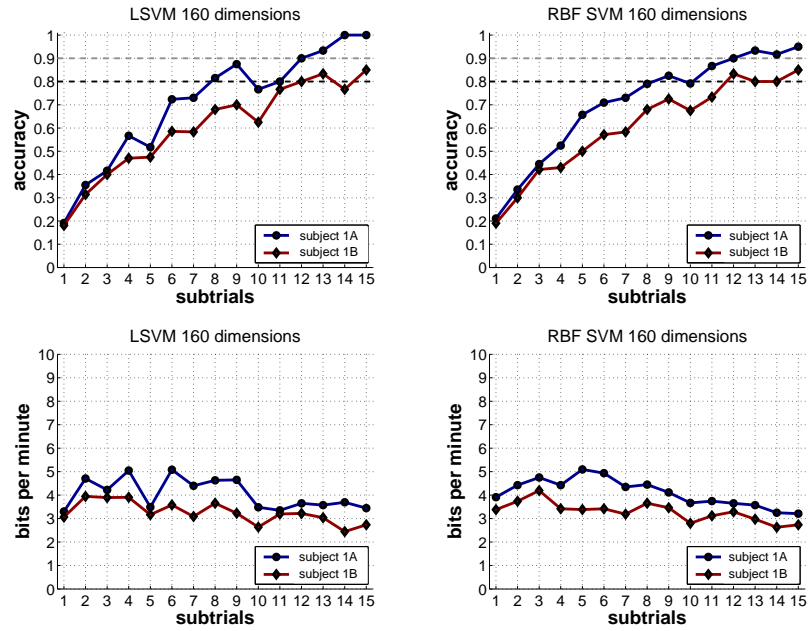 LSVM 160 dimensions
1
0.9
0.8
0.7
0.6
0.5
0.4
0.3
0.2
0.1
0
accuracy
subject 1A
subject 1B
1 2 3 4 5 6 7 8 9 10 11 12 13 14 15
subtrials
RBF SVM 160 dimensions
1
0.9
0.8
0.7
0.6
0.5
0.4
0.3
0.2
0.1
0
accuracy
subject 1A
subject 1B
1 2 3 4 5 6 7 8 9 10 11 12 13 14 15
subtrials
LSVM 160 dimensions
10
9
8
7
6
5
4
3
2
1
0
bits per minute
subject 1A
subject 1B
1 2 3 4 5 6 7 8 9 10 11 12 13 14 15
subtrials
RBF SVM 160 dimensions
10
9
8
7
6
5
4
3
2
1
0
bits per minute
subject 1A
subject 1B
1 2 3 4 5 6 7 8 9 10 11 12 13 14 15
subtrials